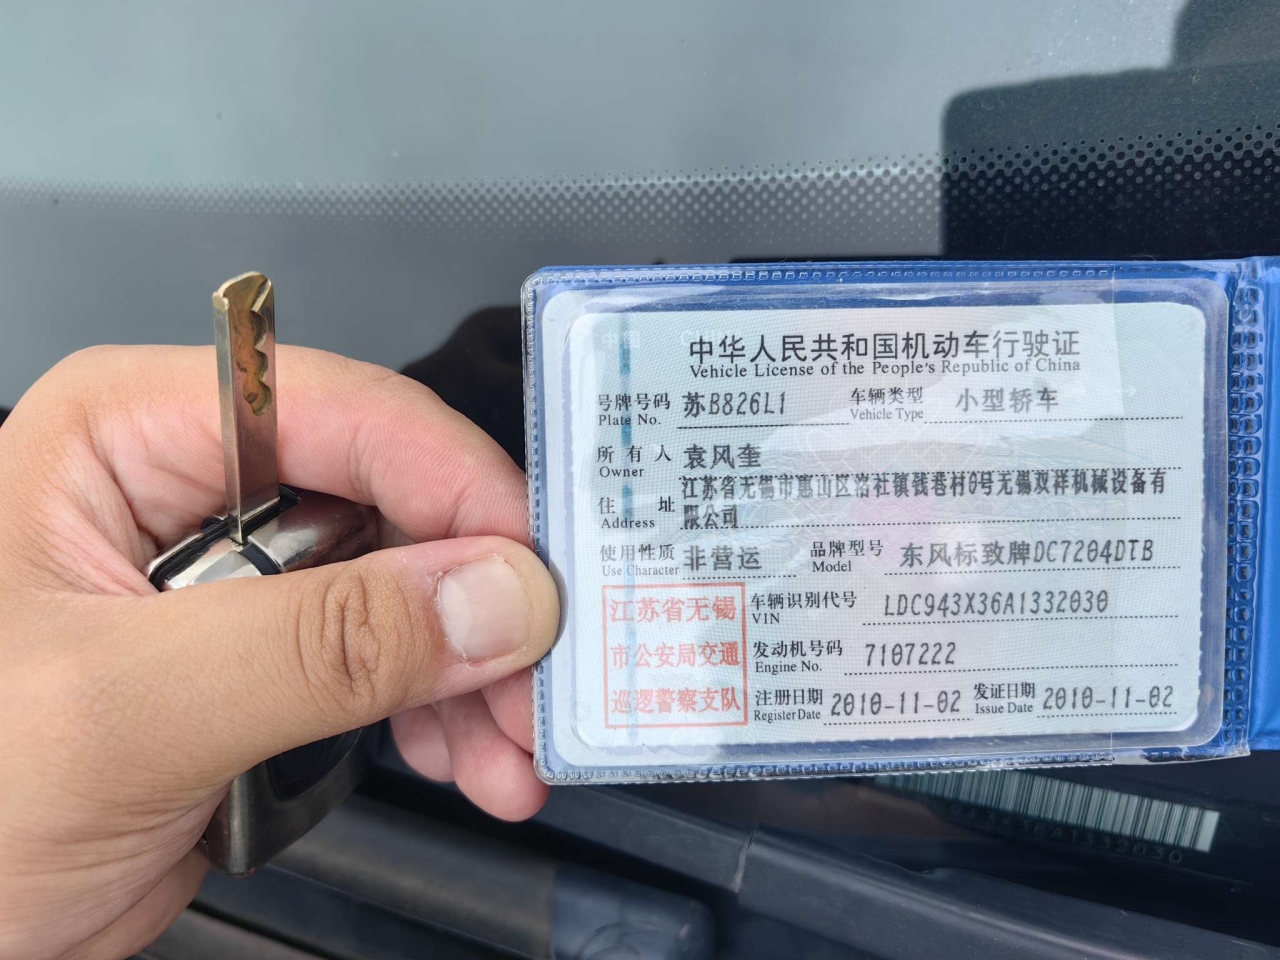 中华人民共和国机动车行驶证
Vehicle License of the People's Republic of China
号牌号码 苏B826L1 车辆类型 小型轿车
Plate No. Vehicle Type
所有人 袁风奎
Owner
江苏省无锡市惠山区洛社镇钱巷村0号无锡双祥机械设备有
住址 限公司
Address
使用性质 非营运 品牌型号 东风标致牌DC7204DTB
Use Character Model
江苏省无锡
市公安局交通
巡逻警察支队
车辆识别代号 LDC943X36A1332030
VIN
发动机号码 7107222
Engine No.
注册日期 2010-11-02 发证日期 2010-11-02
Register Date Issue Date